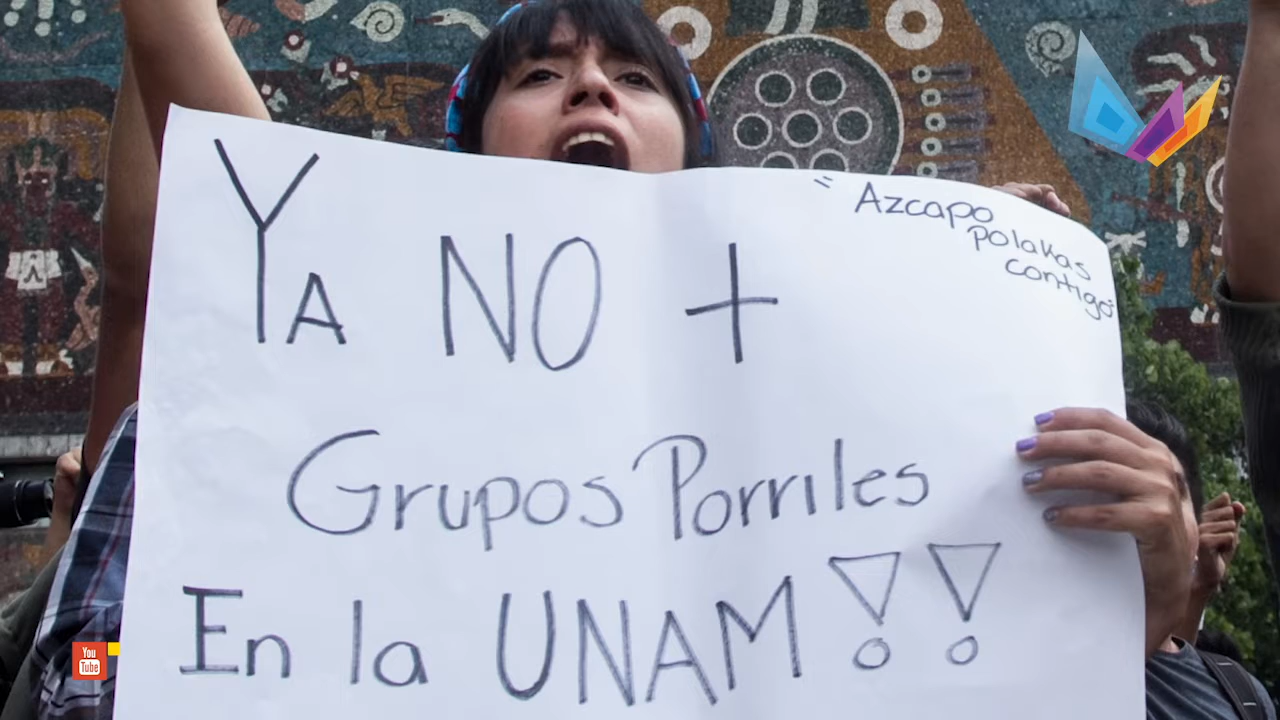 Ya NO +
"Azcapo
polakas
contigo"
Grupos Porriles
En la UNAM!!
You
Tube